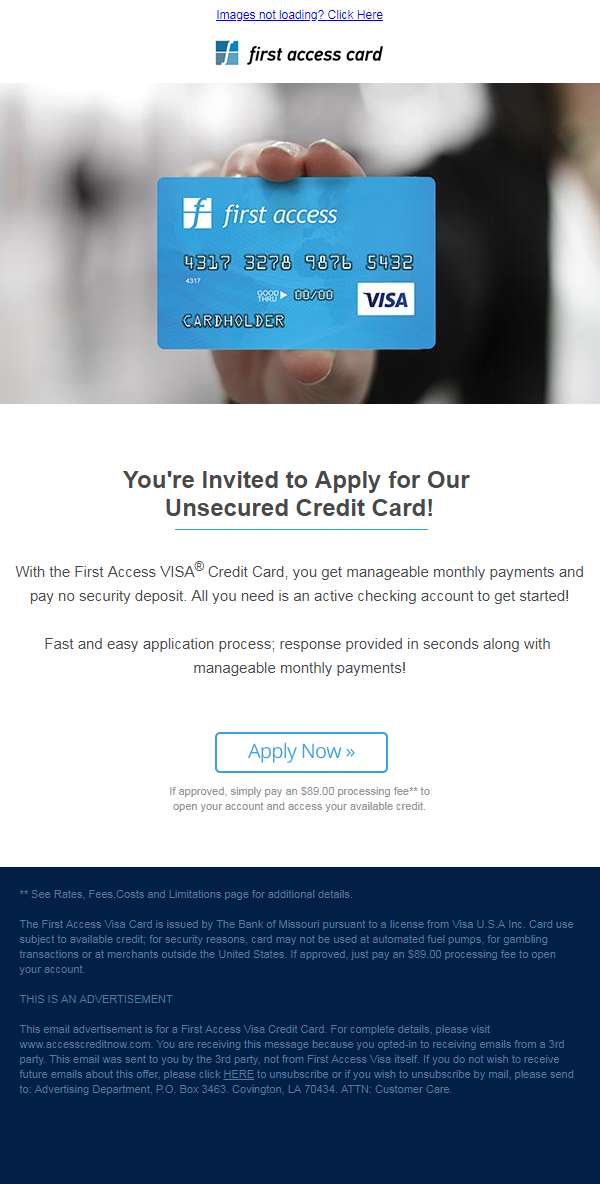 Images not loading? Click Here
first access card
first access
4317 3278 9876 5432
4317
GOOD
THRU
00/00
VISA
CARDHOLDER
You're Invited to Apply for Our
Unsecured Credit Card!
With the First Access VISA® Credit Card, you get manageable monthly payments and
pay no security deposit. All you need is an active checking account to get started!
Fast and easy application process; response provided in seconds along with
manageable monthly payments!
Apply Now »
If approved, simply pay an $89.00 processing fee** to
open your account and access your available credit.
** See Rates, Fees,Costs and Limitations page for additional details.
The First Access Visa Card is issued by The Bank of Missouri pursuant to a license from Visa U.S.A Inc. Card use
subject to available credit; for security reasons, card may not be used at automated fuel pumps, for gambling
transactions or at merchants outside the United States. If approved, just pay an $89.00 processing fee to open
your account.
THIS IS AN ADVERTISEMENT
This email advertisement is for a First Access Visa Credit Card. For complete details, please visit
www.accesscreditnow.com. You are receiving this message because you opted-in to receiving emails from a 3rd
party. This email was sent to you by the 3rd party, not from First Access Visa itself. If you do not wish to receive
future emails about this offer, please click HERE to unsubscribe or if you wish to unsubscribe by mail, please send
to: Advertising Department, P.O. Box 3463. Covington, LA 70434. ATTN: Customer Care.